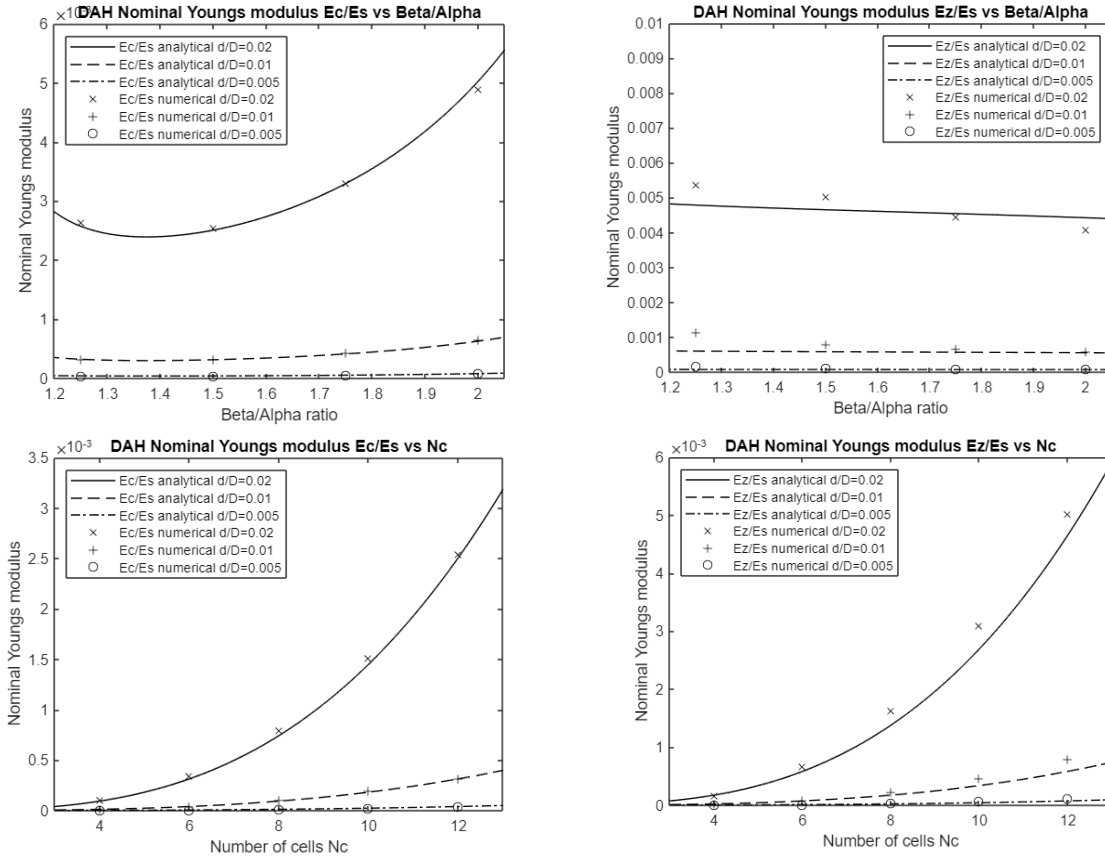 ×10⁻³
DAH Nominal Youngs modulus Ec/Es vs Beta/Alpha
Ec/Es analytical d/D=0.02
Ec/Es analytical d/D=0.01
Ec/Es analytical d/D=0.005
Ec/Es numerical d/D=0.02
Ec/Es numerical d/D=0.01
Ec/Es numerical d/D=0.005
Nominal Youngs modulus
6
5
4
3
2
1
0
1.2 1.3 1.4 1.5 1.6 1.7 1.8 1.9 2
Beta/Alpha ratio
DAH Nominal Youngs modulus Ez/Es vs Beta/Alpha
Ez/Es analytical d/D=0.02
Ez/Es analytical d/D=0.01
Ez/Es analytical d/D=0.005
Ez/Es numerical d/D=0.02
Ez/Es numerical d/D=0.01
Ez/Es numerical d/D=0.005
Nominal Youngs modulus
0.01
0.009
0.008
0.007
0.006
0.005
0.004
0.003
0.002
0.001
0
1.2 1.3 1.4 1.5 1.6 1.7 1.8 1.9 2
Beta/Alpha ratio
×10⁻³
DAH Nominal Youngs modulus Ec/Es vs Nc
Ec/Es analytical d/D=0.02
Ec/Es analytical d/D=0.01
Ec/Es analytical d/D=0.005
Ec/Es numerical d/D=0.02
Ec/Es numerical d/D=0.01
Ec/Es numerical d/D=0.005
Nominal Youngs modulus
3.5
3
2.5
2
1.5
1
0.5
0
4 6 8 10 12
Number of cells Nc
×10⁻³
DAH Nominal Youngs modulus Ez/Es vs Nc
Ez/Es analytical d/D=0.02
Ez/Es analytical d/D=0.01
Ez/Es analytical d/D=0.005
Ez/Es numerical d/D=0.02
Ez/Es numerical d/D=0.01
Ez/Es numerical d/D=0.005
Nominal Youngs modulus
6
5
4
3
2
1
0
4 6 8 10 12
Number of cells Nc